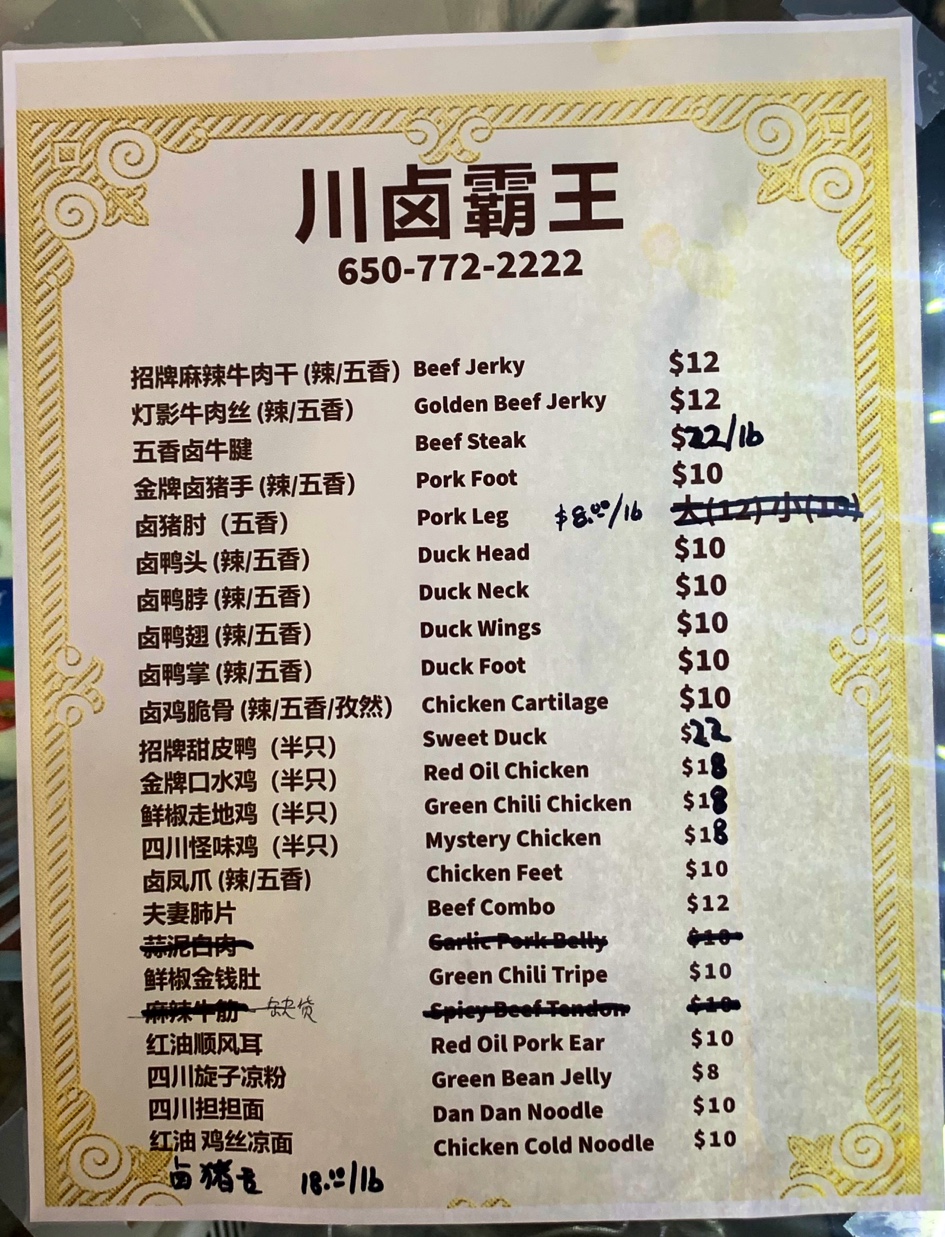 川卤霸王
650-772-2222
招牌麻辣牛肉干 (辣/五香) Beef Jerky $12
灯影牛肉丝 (辣/五香) Golden Beef Jerky $12
五香卤牛腱 Beef Steak $22/lb
金牌卤猪手 (辣/五香) Pork Foot $10
卤猪肘（五香） Pork Leg $8.00/lb 大(12) 小(10)
卤鸭头 (辣/五香) Duck Head $10
卤鸭脖 (辣/五香) Duck Neck $10
卤鸭翅 (辣/五香) Duck Wings $10
卤鸭掌 (辣/五香) Duck Foot $10
卤鸡脆骨 (辣/五香/孜然) Chicken Cartilage $10
招牌甜皮鸭（半只） Sweet Duck $22
金牌口水鸡（半只） Red Oil Chicken $18
鲜椒走地鸡（半只） Green Chili Chicken $18
四川怪味鸡（半只） Mystery Chicken $18
卤凤爪 (辣/五香) Chicken Feet $10
夫妻肺片 Beef Combo $12
蒜泥白肉 Garlic Pork Belly $10
鲜椒金钱肚 Green Chili Tripe $10
麻辣牛筋 缺货 Spicy Beef Tendon $10
红油顺风耳 Red Oil Pork Ear $10
四川旋子凉粉 Green Bean Jelly $8
四川担担面 Dan Dan Noodle $10
红油 鸡丝凉面 Chicken Cold Noodle $10
卤猪舌 18.00/lb